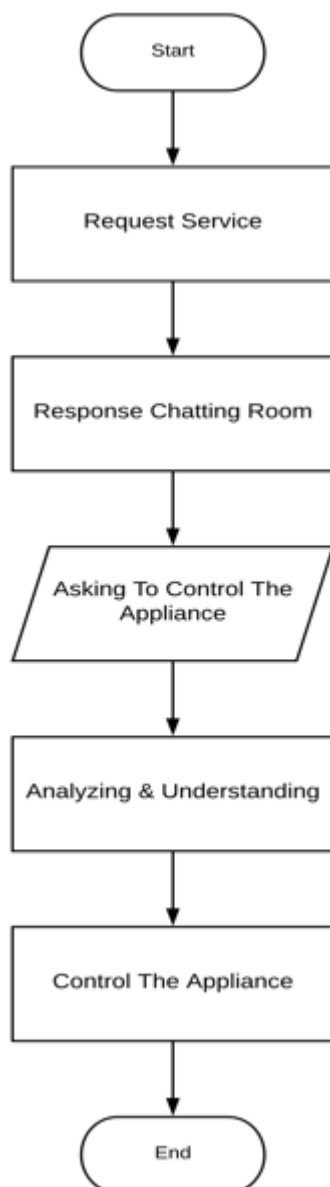 Start
Request Service
Response Chatting Room
Asking To Control The
Appliance
Analyzing & Understanding
Control The Appliance
End